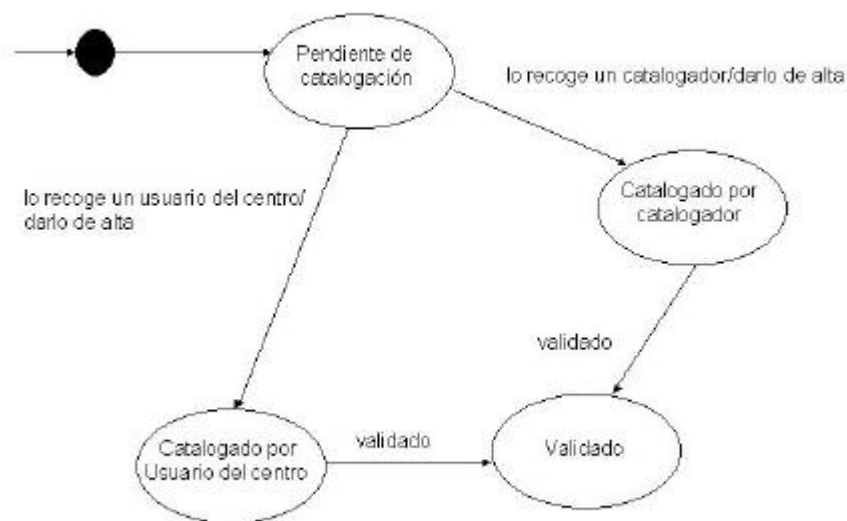 Pendiente de
catalogación
lo recoge un catalogador/darlo de alta
lo recoge un usuario del centro/
darlo de alta
Catalogado por
catalogador
validado
Catalogado por
Usuario del centro
validado
Validado